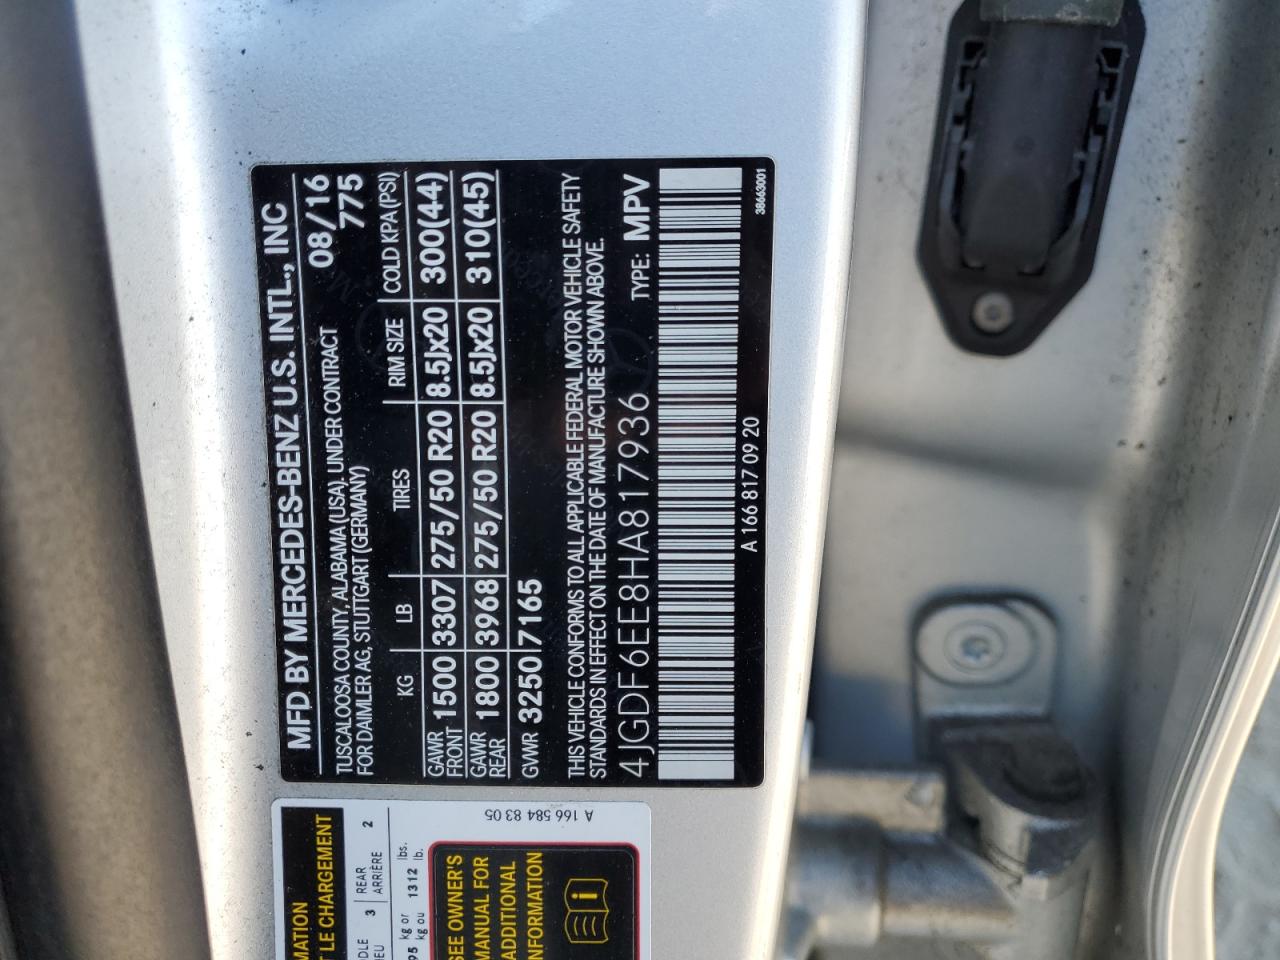 MFD BY MERCEDES-BENZ U.S. INTL., INC
08/16
TUSCALOOSA COUNTY, ALABAMA (USA). UNDER CONTRACT 775
FOR DAIMLER AG, STUTTGART (GERMANY)
KG LB TIRES RIM SIZE COLD KPA (PSI)
GAWR FRONT 1500 3307 275/50 R20 8.5Jx20 300(44)
GAWR REAR 1800 3968 275/50 R20 8.5Jx20 310(45)
GVWR 3250 7165
THIS VEHICLE CONFORMS TO ALL APPLICABLE FEDERAL MOTOR VEHICLE SAFETY
STANDARDS IN EFFECT ON THE DATE OF MANUFACTURE SHOWN ABOVE.
4JGDF6EE8HA817936 TYPE: MPV
A 166 817 09 20
38663001
MATION
LE CHARGEMENT
3 REAR ARRIÈRE 2
95 kg or kg ou 1312 lbs. lb.
SEE OWNER'S
MANUAL FOR
ADDITIONAL
INFORMATION
i
A 166 584 83 05